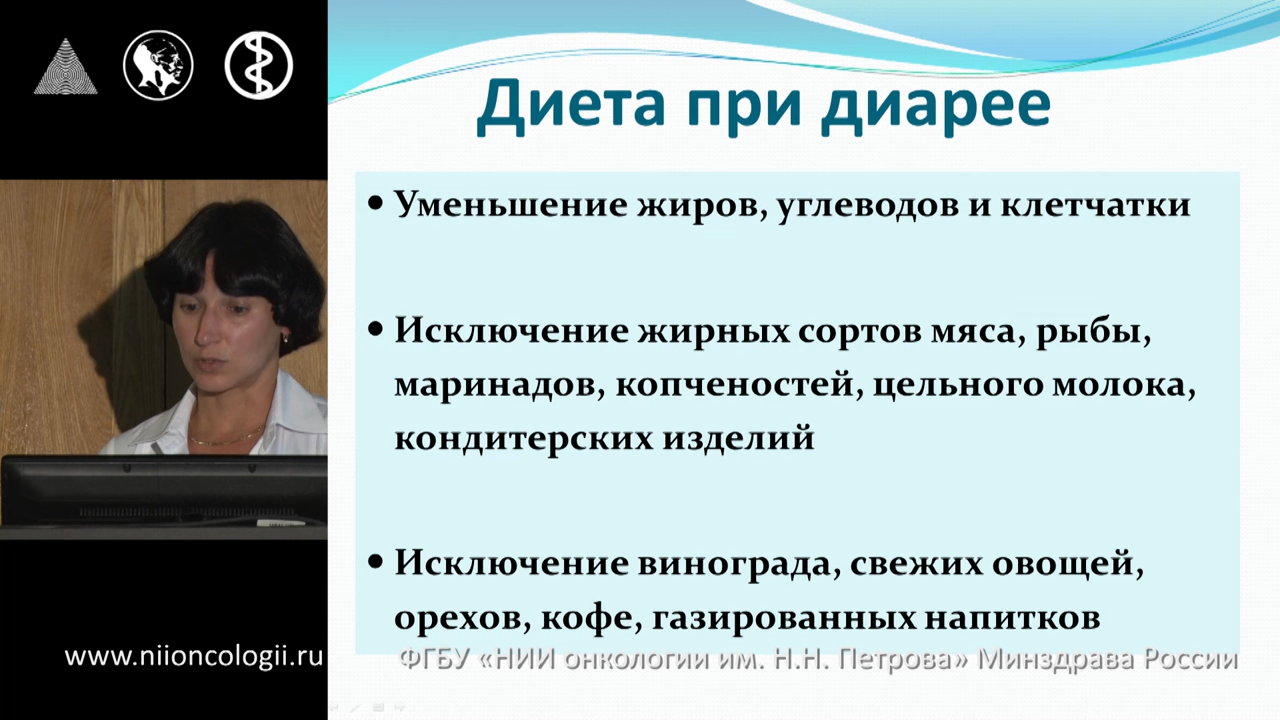 Диета при диарее
• Уменьшение жиров, углеводов и клетчатки
• Исключение жирных сортов мяса, рыбы,
маринадов, копченостей, цельного молока,
кондитерских изделий
• Исключение винограда, свежих овощей,
орехов, кофе, газированных напитков
www.niioncologii.ru
ФГБУ «НИИ онкологии им. Н.Н. Петрова» Минздрава России